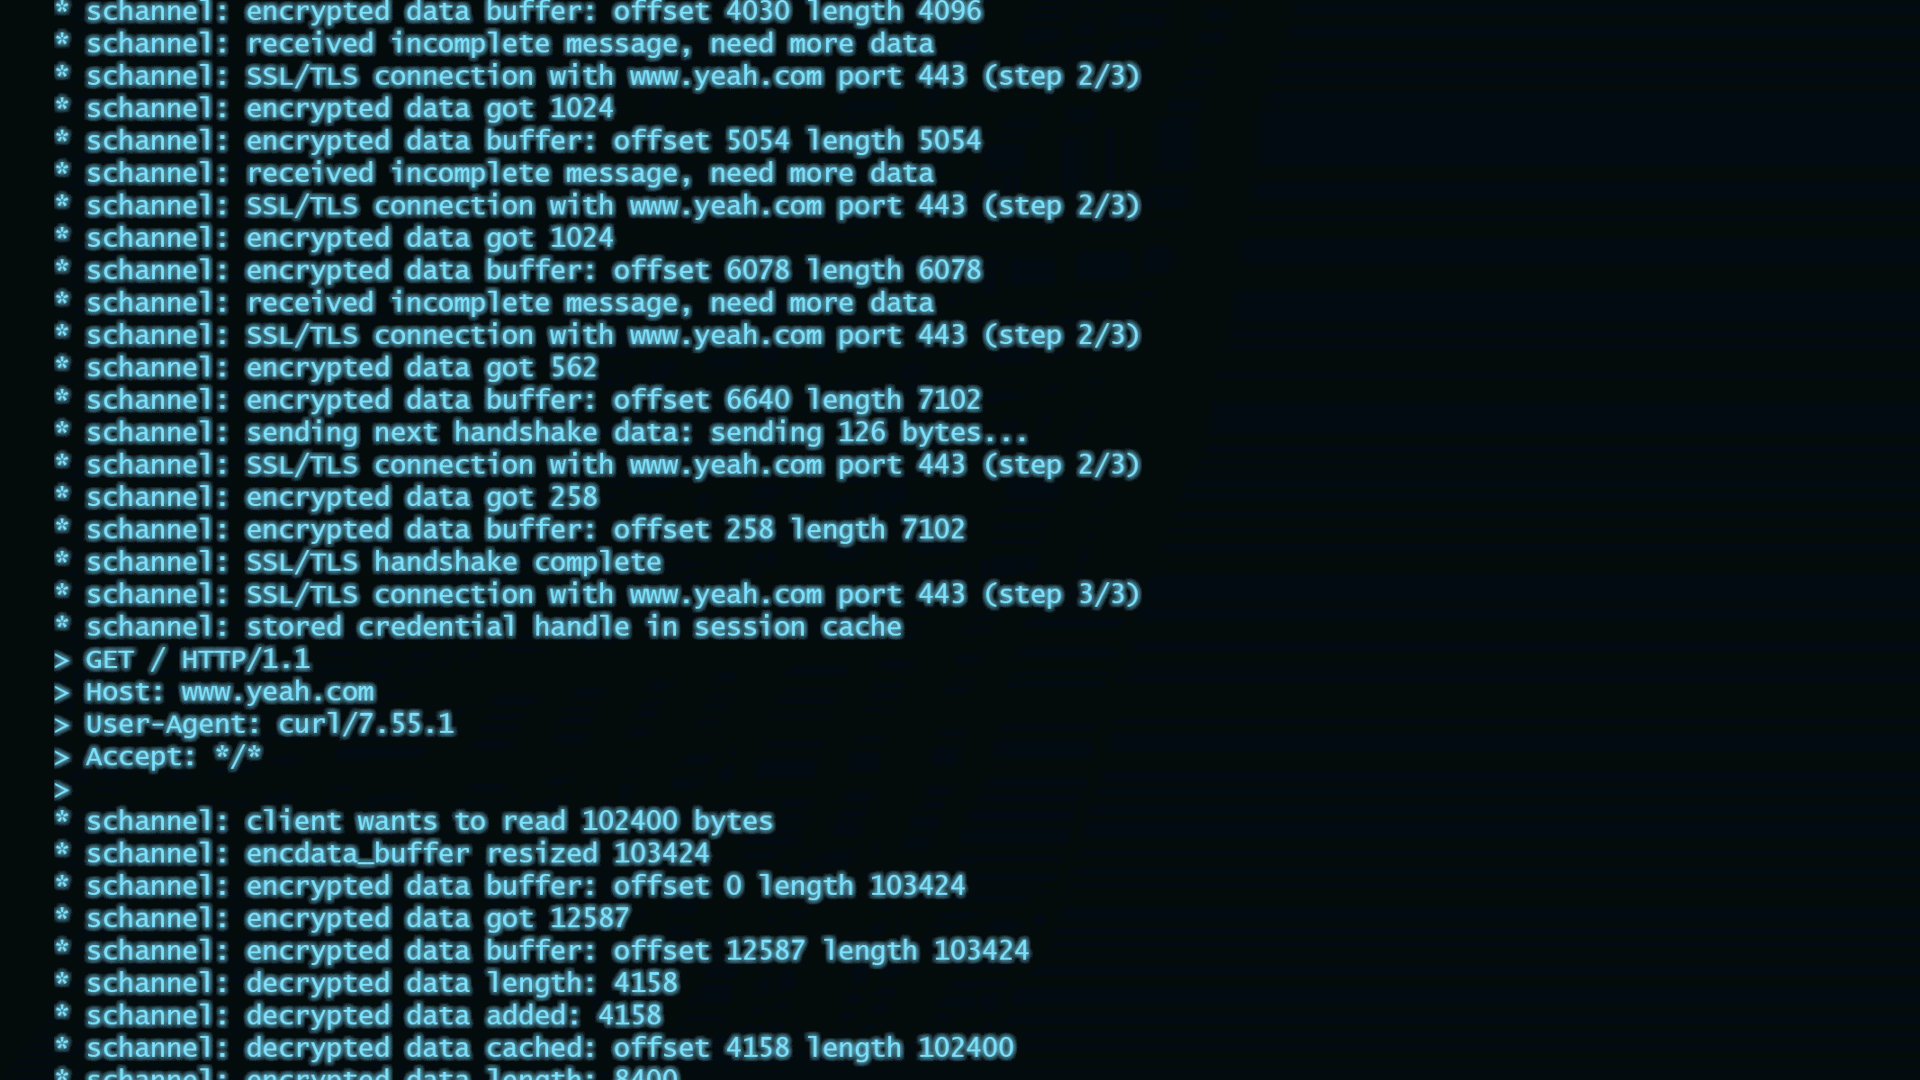 * schannel: encrypted data buffer: offset 4030 length 4096
* schannel: received incomplete message, need more data
* schannel: SSL/TLS connection with www.yeah.com port 443 (step 2/3)
* schannel: encrypted data got 1024
* schannel: encrypted data buffer: offset 5054 length 5054
* schannel: received incomplete message, need more data
* schannel: SSL/TLS connection with www.yeah.com port 443 (step 2/3)
* schannel: encrypted data got 1024
* schannel: encrypted data buffer: offset 6078 length 6078
* schannel: received incomplete message, need more data
* schannel: SSL/TLS connection with www.yeah.com port 443 (step 2/3)
* schannel: encrypted data got 562
* schannel: encrypted data buffer: offset 6640 length 7102
* schannel: sending next handshake data: sending 126 bytes...
* schannel: SSL/TLS connection with www.yeah.com port 443 (step 2/3)
* schannel: encrypted data got 258
* schannel: encrypted data buffer: offset 258 length 7102
* schannel: SSL/TLS handshake complete
* schannel: SSL/TLS connection with www.yeah.com port 443 (step 3/3)
* schannel: stored credential handle in session cache
> GET / HTTP/1.1
> Host: www.yeah.com
> User-Agent: curl/7.55.1
> Accept: */*
>
* schannel: client wants to read 102400 bytes
* schannel: encdata_buffer resized 103424
* schannel: encrypted data buffer: offset 0 length 103424
* schannel: encrypted data got 12587
* schannel: encrypted data buffer: offset 12587 length 103424
* schannel: decrypted data length: 4158
* schannel: decrypted data added: 4158
* schannel: decrypted data cached: offset 4158 length 102400
* schannel: encrypted data length: 8400